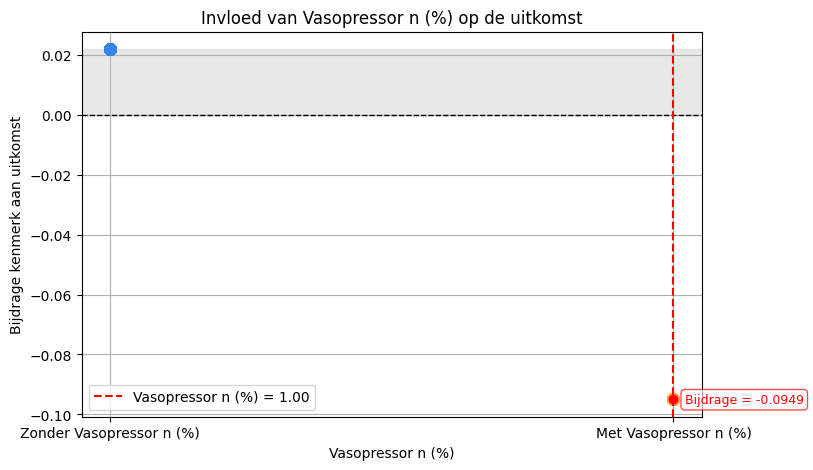 Invloed van Vasopressor n (%) op de uitkomst
Bijdrage kenmerk aan uitkomst
0.02
0.00
−0.02
−0.04
−0.06
−0.08
−0.10
Vasopressor n (%) = 1.00
Bijdrage = -0.0949
Zonder Vasopressor n (%)
Met Vasopressor n (%)
Vasopressor n (%)